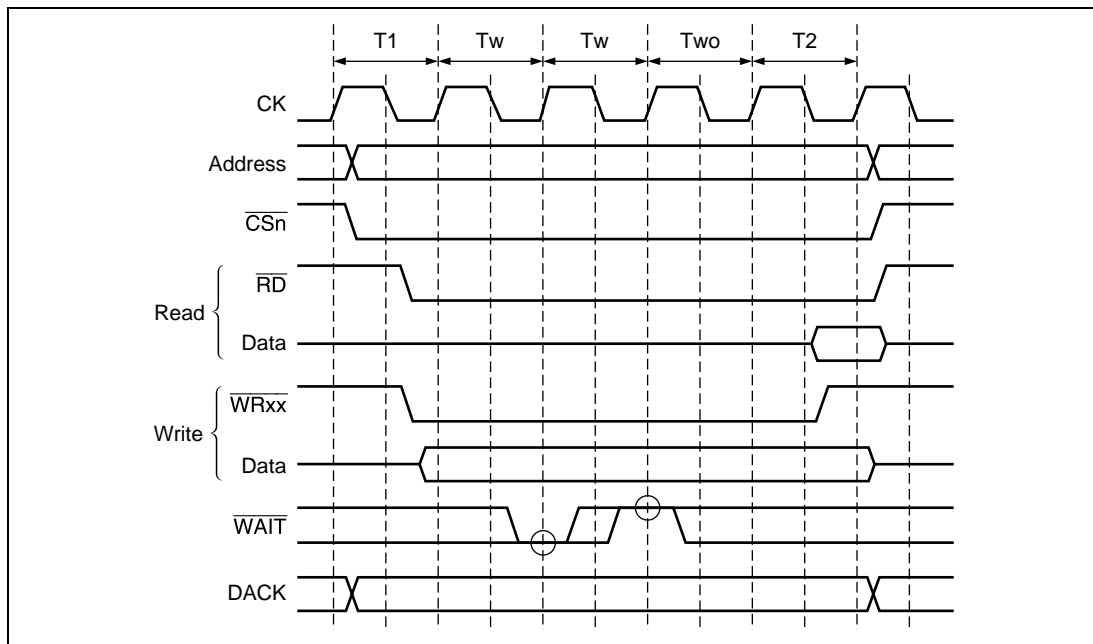 T1 Tw Tw Two T2
CK
Address
CSn
RD
Read
Data
WRxx
Write
Data
WAIT
DACK